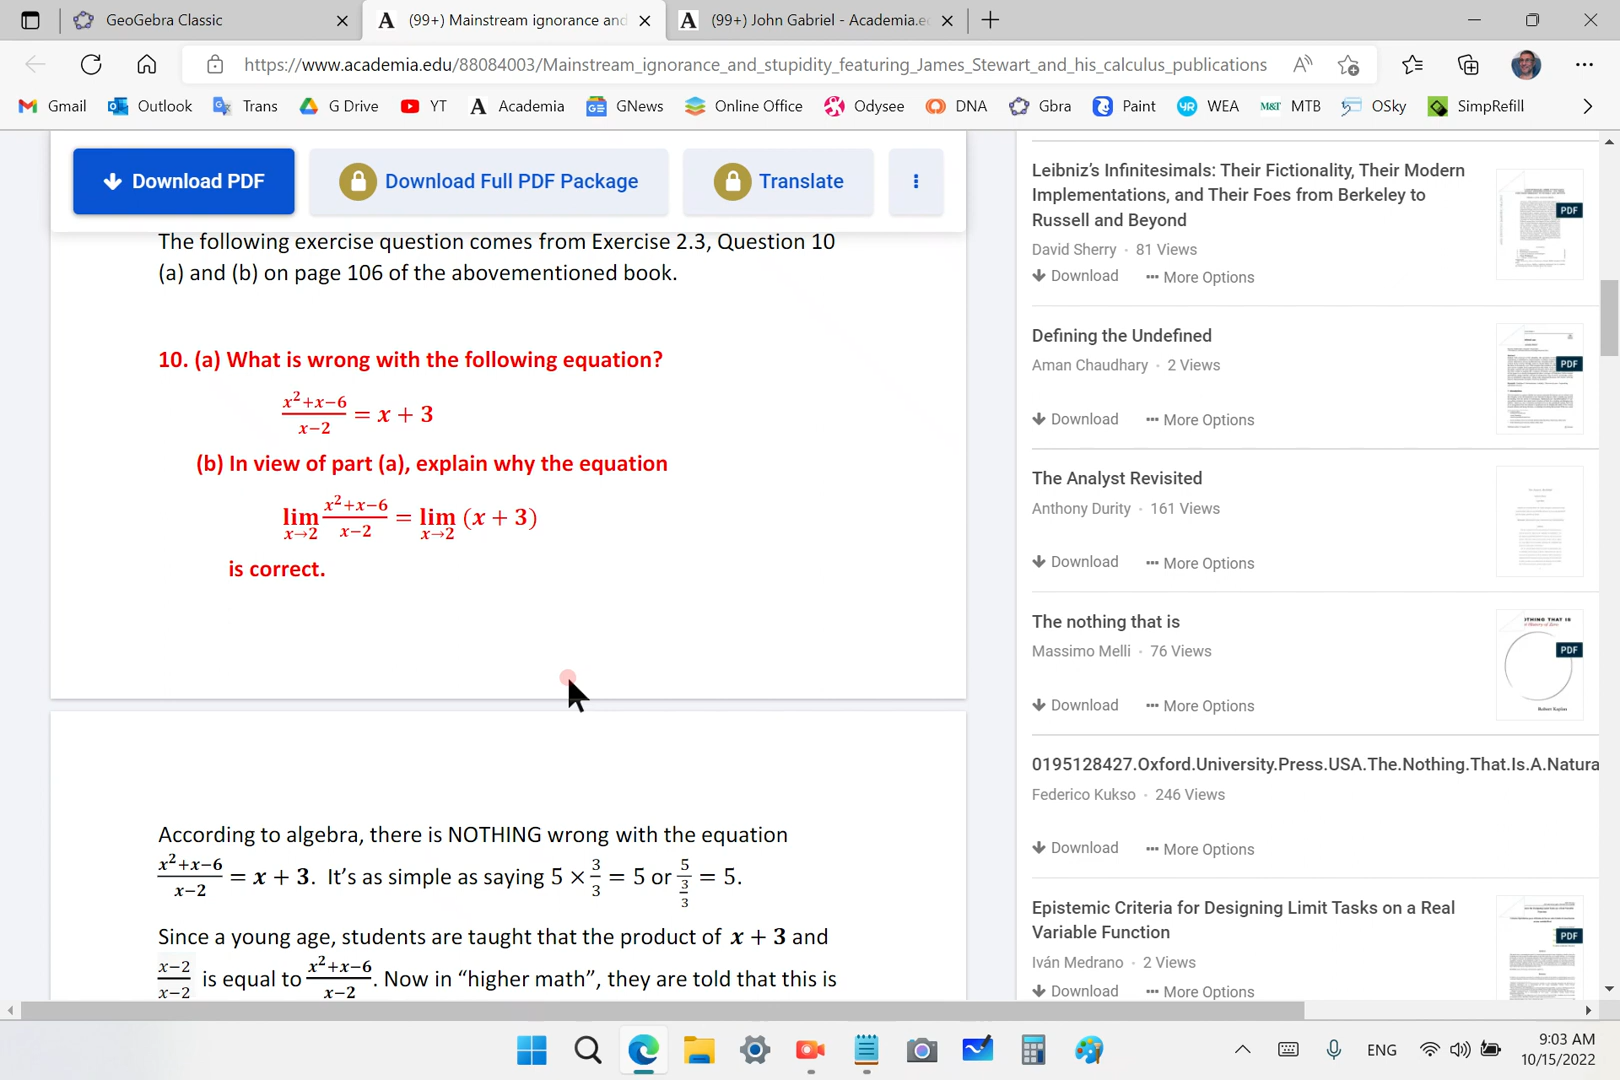 GeoGebra Classic
(99+) Mainstream ignorance and
(99+) John Gabriel - Academia.e
https://www.academia.edu/88084003/Mainstream_ignorance_and_stupidity_featuring_James_Stewart_and_his_calculus_publications
Gmail Outlook Trans G Drive YT Academia GNews Online Office Odysee DNA Gbra Paint WEA MTB OSky SimpRefill
Download PDF
Download Full PDF Package
Translate
The following exercise question comes from Exercise 2.3, Question 10
(a) and (b) on page 106 of the abovementioned book.
10. (a) What is wrong with the following equation?
x²+x−6 / x−2 = x + 3
(b) In view of part (a), explain why the equation
lim x→2 x²+x−6 / x−2 = lim x→2 (x + 3)
is correct.
According to algebra, there is NOTHING wrong with the equation
x²+x−6 / x−2 = x + 3. It's as simple as saying 5 × 3/3 = 5 or 5 / 3/3 = 5.
Since a young age, students are taught that the product of x + 3 and
x−2 / x−2 is equal to x²+x−6 / x−2. Now in “higher math”, they are told that this is
Leibniz’s Infinitesimals: Their Fictionality, Their Modern
Implementations, and Their Foes from Berkeley to
Russell and Beyond
David Sherry · 81 Views
Download ••• More Options
PDF
Defining the Undefined
Aman Chaudhary · 2 Views
Download ••• More Options
PDF
The Analyst Revisited
Anthony Durity · 161 Views
Download ••• More Options
The nothing that is
Massimo Melli · 76 Views
Download ••• More Options
ITHING THAT IS
PDF
Robert Kaplan
0195128427.Oxford.University.Press.USA.The.Nothing.That.Is.A.Natura
Federico Kukso · 246 Views
Download ••• More Options
Epistemic Criteria for Designing Limit Tasks on a Real
Variable Function
Iván Medrano · 2 Views
Download ••• More Options
PDF
ENG
9:03 AM
10/15/2022